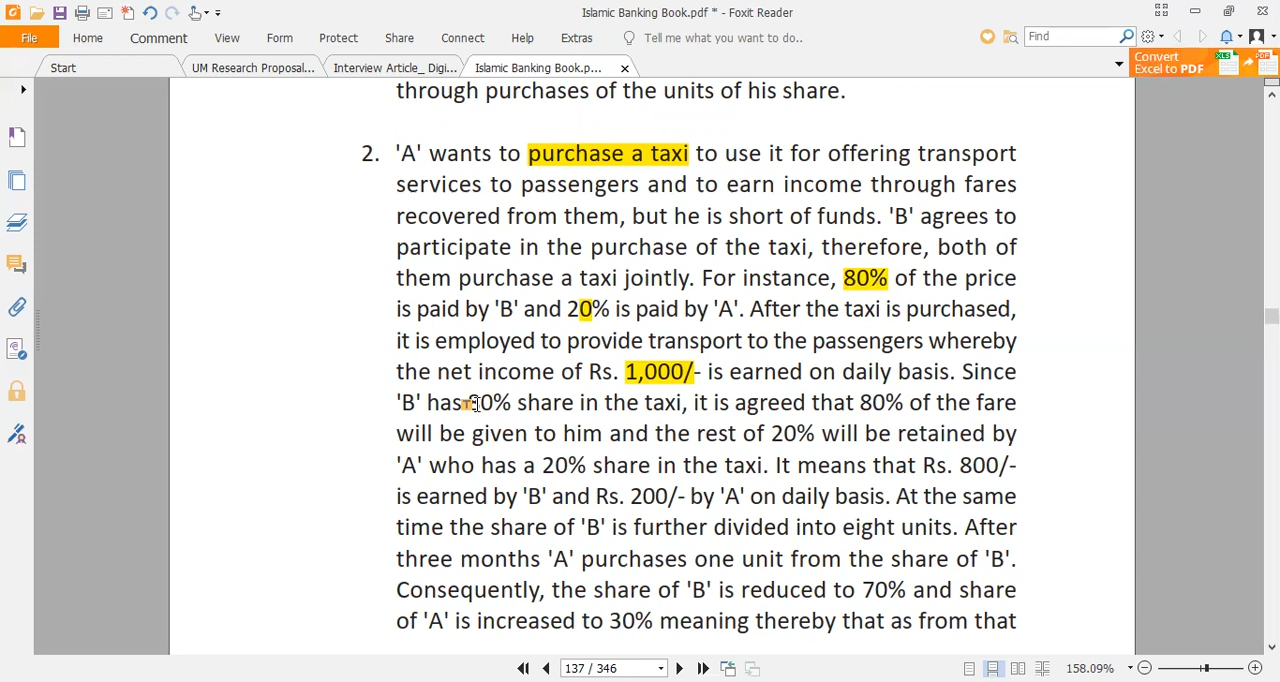 Islamic Banking Book.pdf * - Foxit Reader
File Home Comment View Form Protect Share Connect Help Extras Tell me what you want to do.. Find
Start UM Research Proposal... Interview Article_ Digi... Islamic Banking Book.p...
Convert
Excel to PDF
through purchases of the units of his share.
2. 'A' wants to purchase a taxi to use it for offering transport
services to passengers and to earn income through fares
recovered from them, but he is short of funds. 'B' agrees to
participate in the purchase of the taxi, therefore, both of
them purchase a taxi jointly. For instance, 80% of the price
is paid by 'B' and 20% is paid by 'A'. After the taxi is purchased,
it is employed to provide transport to the passengers whereby
the net income of Rs. 1,000/- is earned on daily basis. Since
'B' has 80% share in the taxi, it is agreed that 80% of the fare
will be given to him and the rest of 20% will be retained by
'A' who has a 20% share in the taxi. It means that Rs. 800/-
is earned by 'B' and Rs. 200/- by 'A' on daily basis. At the same
time the share of 'B' is further divided into eight units. After
three months 'A' purchases one unit from the share of 'B'.
Consequently, the share of 'B' is reduced to 70% and share
of 'A' is increased to 30% meaning thereby that as from that
137 / 346 158.09%